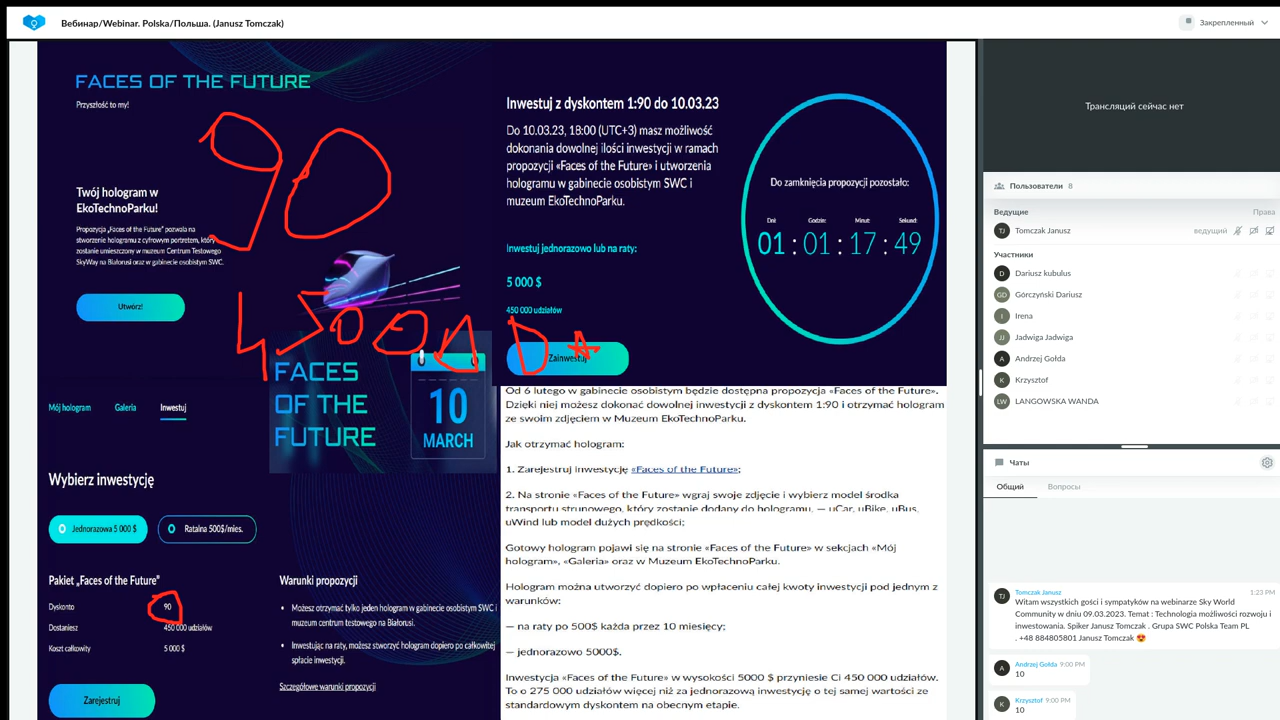 Вебинар/Webinar. Polska/Польша. (Janusz Tomczak)
Закрепленный
FACES OF THE FUTURE
Przyszłość to my!
90
Twój hologram w
EkoTechnoParku!
Propozycja „Faces of the Future" pozwala na
stworzenie hologramu z cyfrowym portretem, który
zostanie umieszczony w muzeum Centrum Testowego
SkyWay na Białorusi oraz w gabinecie osobistym SWC.
Utwórz!
Inwestuj z dyskontem 1:90 do 10.03.23
Do 10.03.23, 18:00 (UTC+3) masz możliwość
dokonania dowolnej ilości inwestycji w ramach
propozycji «Faces of the Future» i utworzenia
hologramu w gabinecie osobistym SWC i
muzeum EkoTechnoParku.
Inwestuj jednorazowo lub na raty:
5 000 $
450 000 udziałów
Zainwestuj
Do zamknięcia propozycji pozostało:
Dni: Godzin: Minut: Sekund:
01 : 01 : 17 : 49
FACES
OF THE
FUTURE
10
MARCH
Mój hologram Galeria Inwestuj
Wybierz inwestycję
Jednorazowa 5 000 $ Ratalna 500$/mies.
Pakiet „Faces of the Future"
Dyskonto 90
Dostaniesz 450 000 udziałów
Koszt całkowity 5 000 $
Zarejestruj
Warunki propozycji
• Możesz otrzymać tylko jeden hologram w gabinecie osobistym SWC i
muzeum centrum testowego na Białorusi.
• Inwestując na raty, możesz stworzyć hologram dopiero po całkowitej
spłacie inwestycji.
Szczegółowe warunki propozycji
Od 6 lutego w gabinecie osobistym będzie dostępna propozycja «Faces of the Future».
Dzięki niej możesz dokonać dowolnej inwestycji z dyskontem 1:90 i otrzymać hologram
ze swoim zdjęciem w Muzeum EkoTechnoParku.
Jak otrzymać hologram:
1. Zarejestruj inwestycję «Faces of the Future»;
2. Na stronie «Faces of the Future» wgraj swoje zdjęcie i wybierz model środka
transportu strunowego, który zostanie dodany do hologramu, — uCar, uBike, uBus,
uWind lub model dużych prędkości;
Gotowy hologram pojawi się na stronie «Faces of the Future» w sekcjach «Mój
hologram», «Galeria» oraz w Muzeum EkoTechnoParku.
Hologram można utworzyć dopiero po wpłaceniu całej kwoty inwestycji pod jednym z
warunków:
— na raty po 500$ każda przez 10 miesięcy;
— jednorazowo 5000$.
Inwestycja «Faces of the Future» w wysokości 5000 $ przyniesie Ci 450 000 udziałów.
To o 275 000 udziałów więcej niż za jednorazową inwestycję o tej samej wartości ze
standardowym dyskontem na obecnym etapie.
Трансляций сейчас нет
Пользователи 8
Ведущие Права
TJ Tomczak Janusz ведущий
Участники
D Dariusz kubulus
GD Górczyński Dariusz
I Irena
JJ Jadwiga Jadwiga
A Andrzej Gołda
K Krzysztof
LW LANGOWSKA WANDA
Чаты
Общий Вопросы
TJ Tomczak Janusz 1:23 PM
Witam wszystkich gości i sympatyków na webinarze Sky World
Community w dniu 09.03.2023. Temat : Technologia możliwości rozwoju i
inwestowania. Spiker Janusz Tomczak . Grupa SWC Polska Team PL
. +48 884805801 Janusz Tomczak 😍
A Andrzej Gołda 9:00 PM
10
K Krzysztof 9:00 PM
10